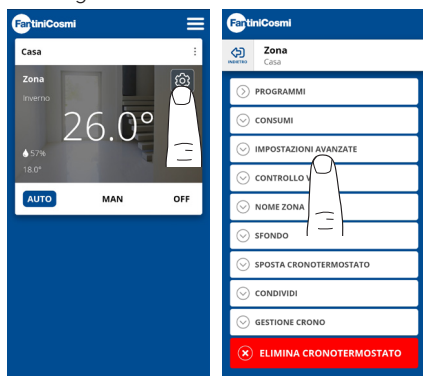 FantiniCosmi
Casa
Zona
Inverno
26.0°
57%
18.0°
AUTO MAN OFF
FantiniCosmi
INDIETRO
Zona
Casa
PROGRAMMI
CONSUMI
IMPOSTAZIONI AVANZATE
CONTROLLO
NOME ZONA
SFONDO
SPOSTA CRONOTERMOSTATO
CONDIVIDI
GESTIONE CRONO
ELIMINA CRONOTERMOSTATO